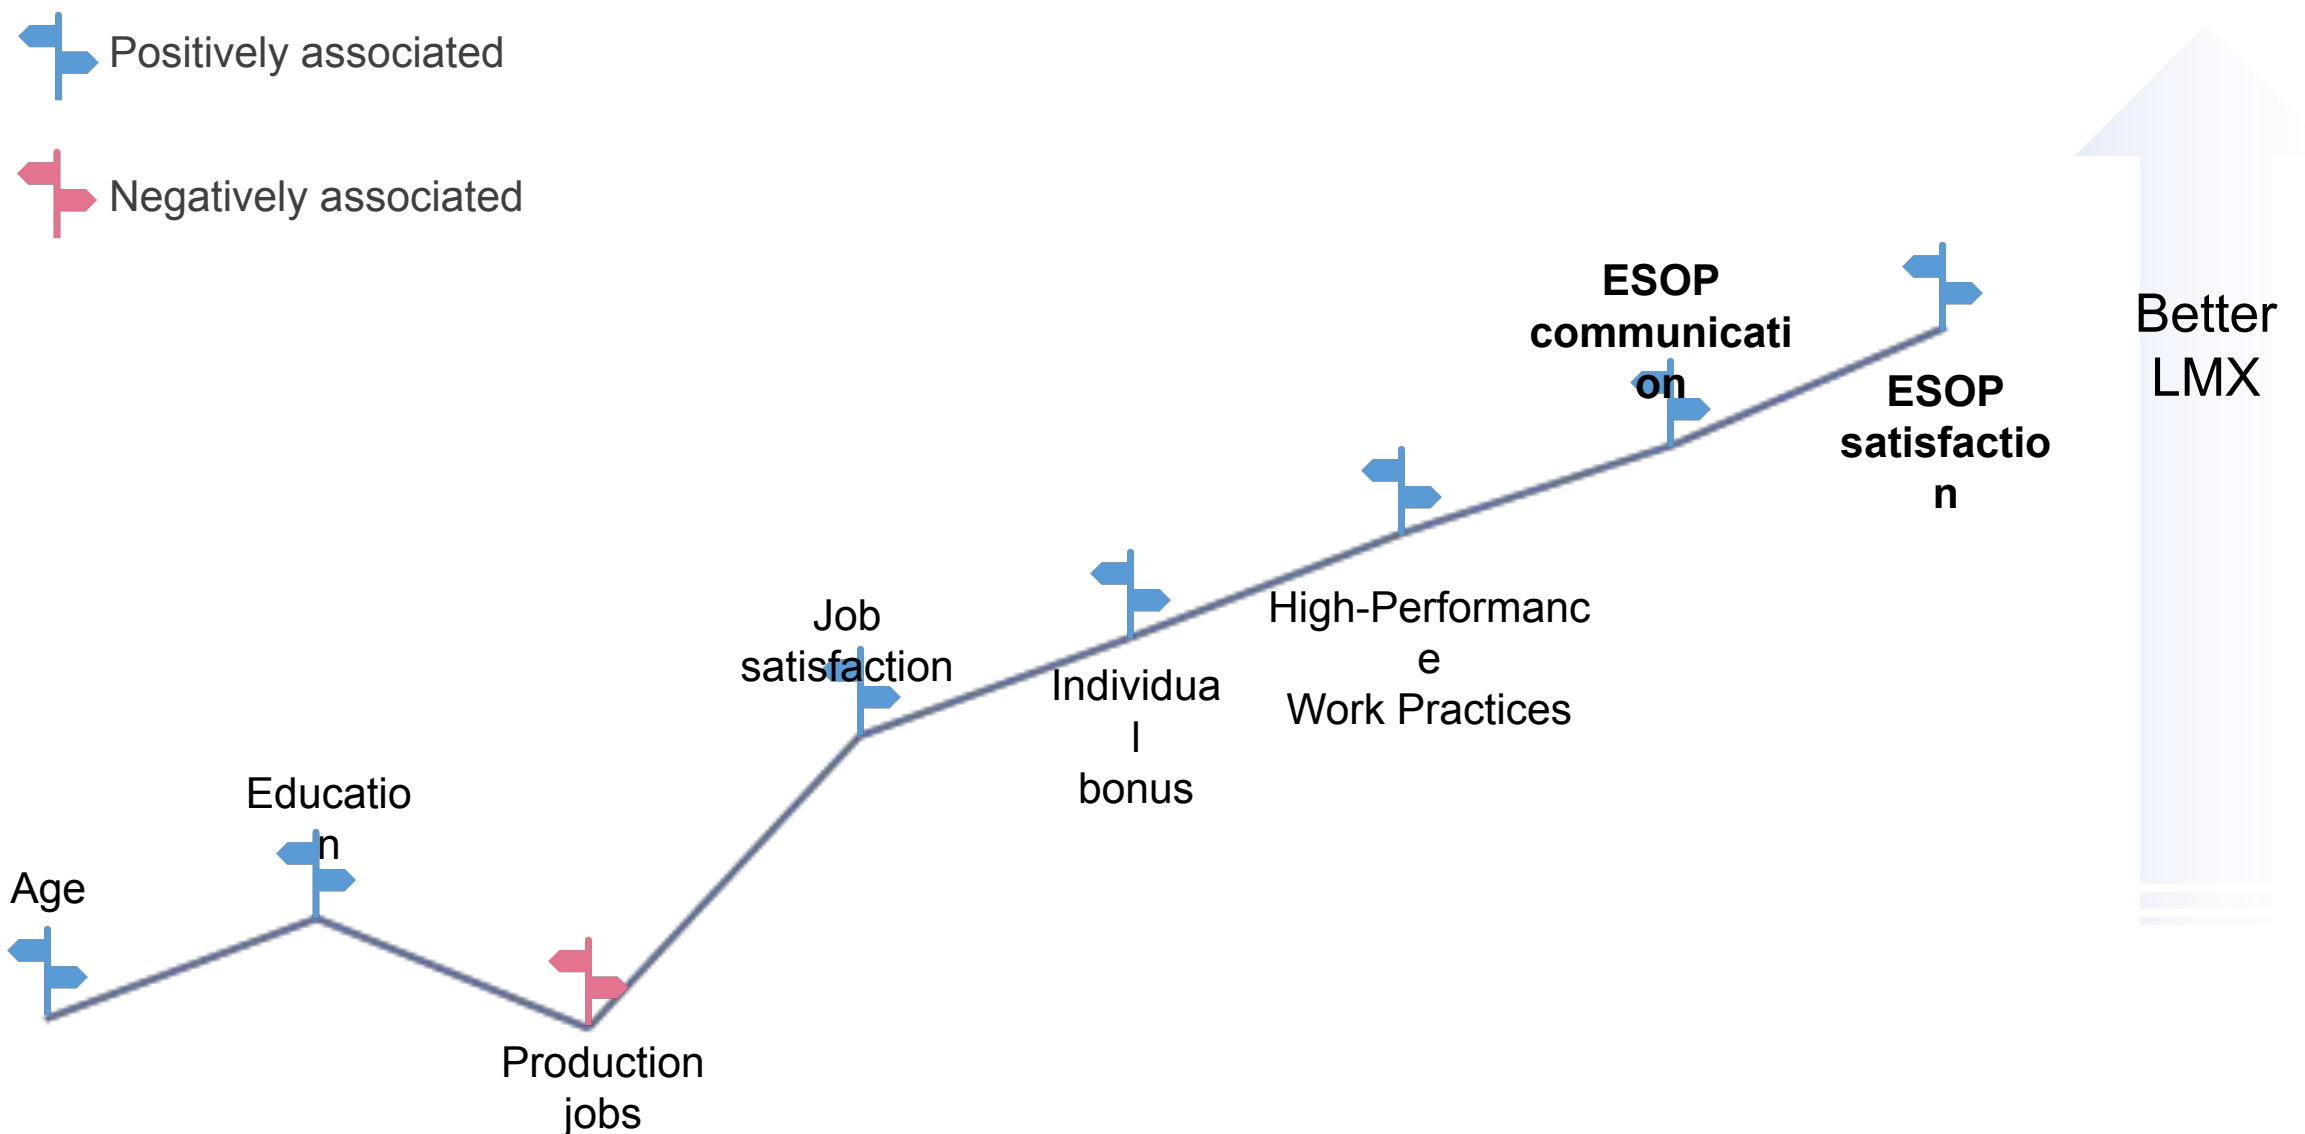 Positively associated
Negatively associated
Age
Educatio
n
Production
jobs
Job
satisfaction
Individua
l
bonus
High-Performanc
e
Work Practices
ESOP
communicati
on
ESOP
satisfactio
n
Better
LMX